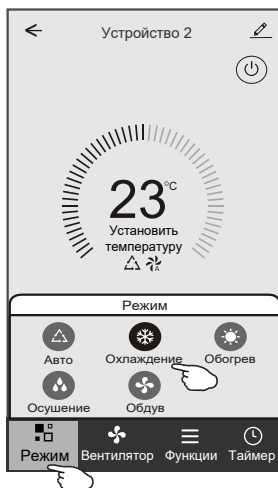 Устройство 2
23°C
Установить
температуру
A
Режим
Авто Охлаждение Обогрев
Осушение Обдув
Режим Вентилятор Функции Таймер